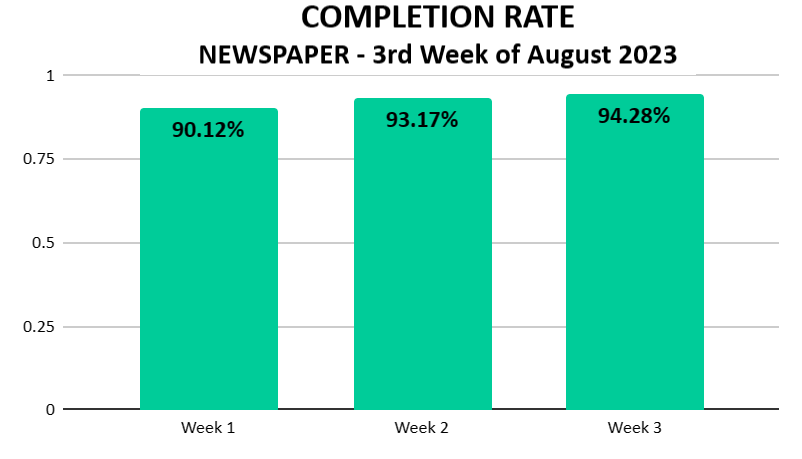 COMPLETION RATE
NEWSPAPER - 3rd Week of August 2023
1
90.12%
93.17%
94.28%
0.75
0.5
0.25
0
Week 1
Week 2
Week 3